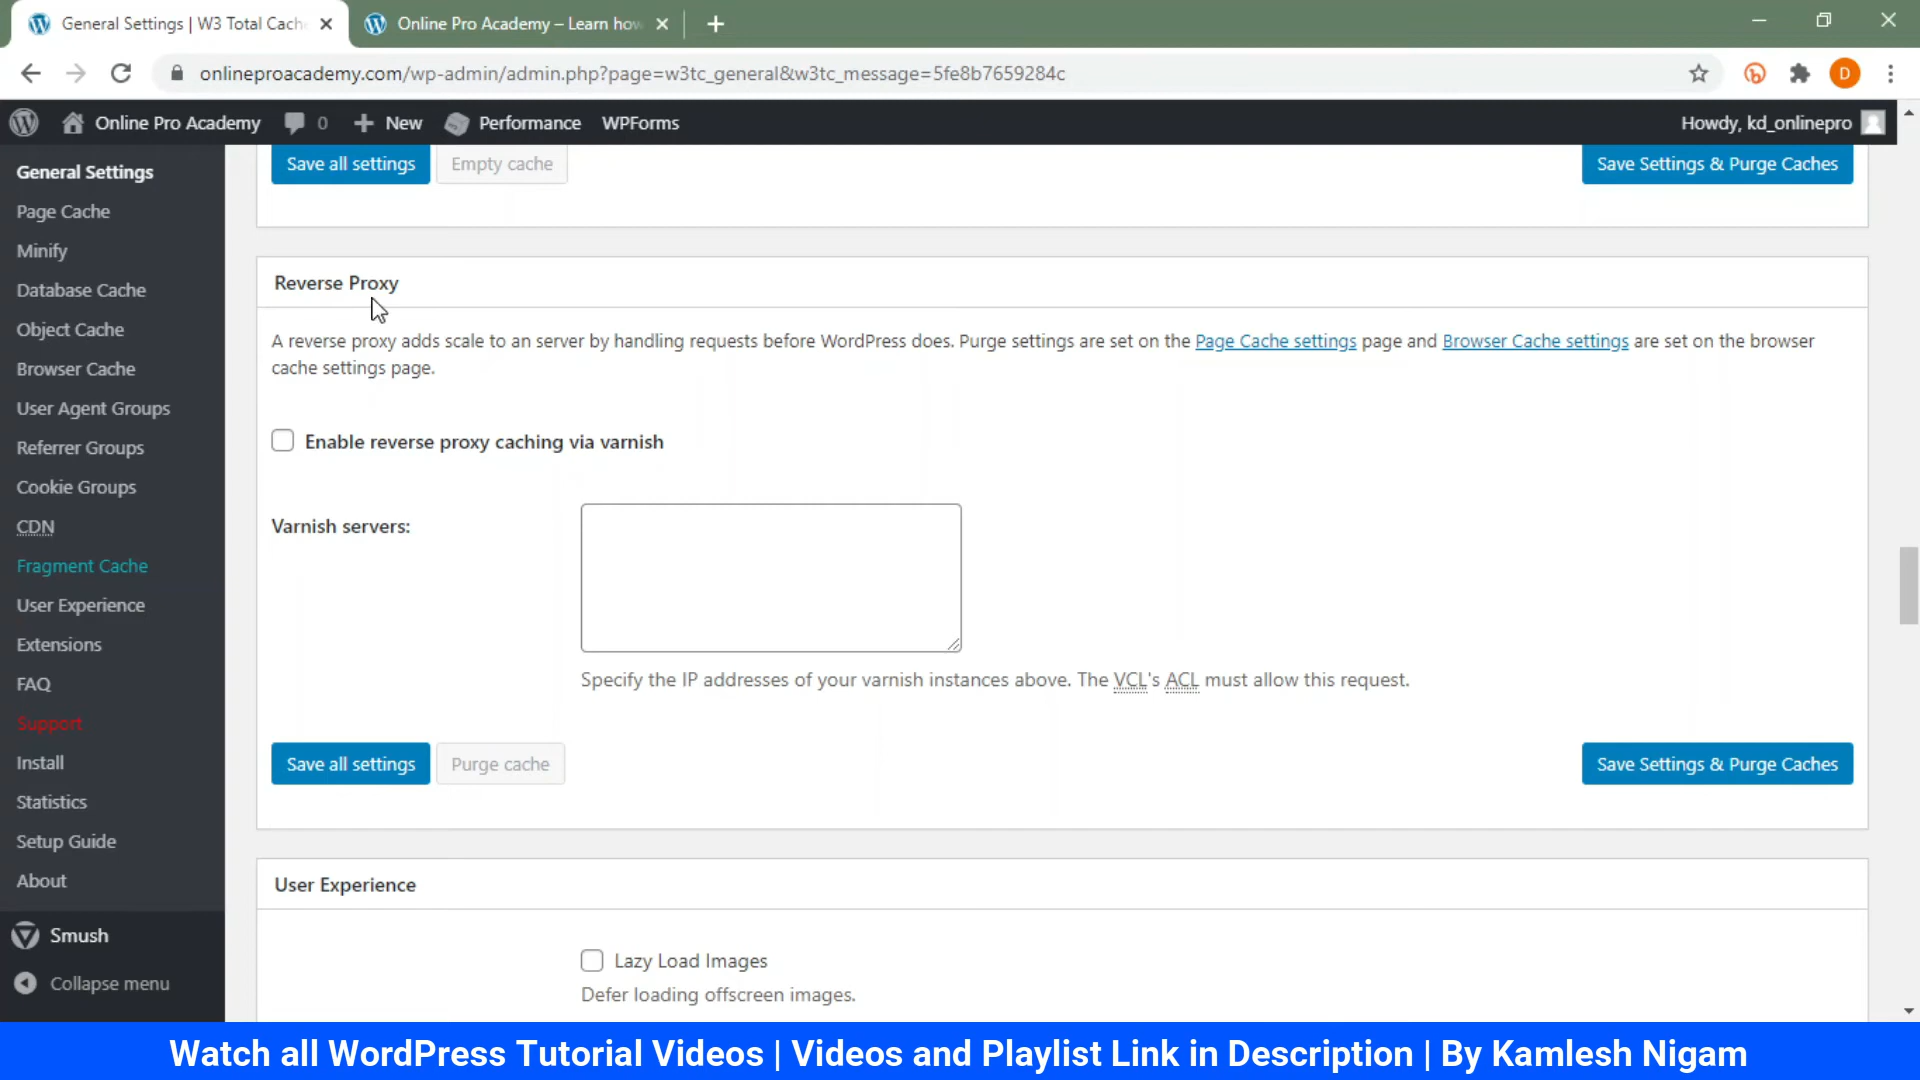 General Settings | W3 Total Cache
Online Pro Academy – Learn how
onlineproacademy.com/wp-admin/admin.php?page=w3tc_general&w3tc_message=5fe8b7659284c
D
Online Pro Academy
0
New
Performance
WPForms
Howdy, kd_onlinepro
General Settings
Page Cache
Minify
Database Cache
Object Cache
Browser Cache
User Agent Groups
Referrer Groups
Cookie Groups
CDN
Fragment Cache
User Experience
Extensions
FAQ
Support
Install
Statistics
Setup Guide
About
Smush
Collapse menu
Save all settings
Empty cache
Save Settings & Purge Caches
Reverse Proxy
A reverse proxy adds scale to an server by handling requests before WordPress does. Purge settings are set on the Page Cache settings page and Browser Cache settings are set on the browser
cache settings page.
Enable reverse proxy caching via varnish
Varnish servers:
Specify the IP addresses of your varnish instances above. The VCL's ACL must allow this request.
Save all settings
Purge cache
Save Settings & Purge Caches
User Experience
Lazy Load Images
Defer loading offscreen images.
Watch all WordPress Tutorial Videos | Videos and Playlist Link in Description | By Kamlesh Nigam